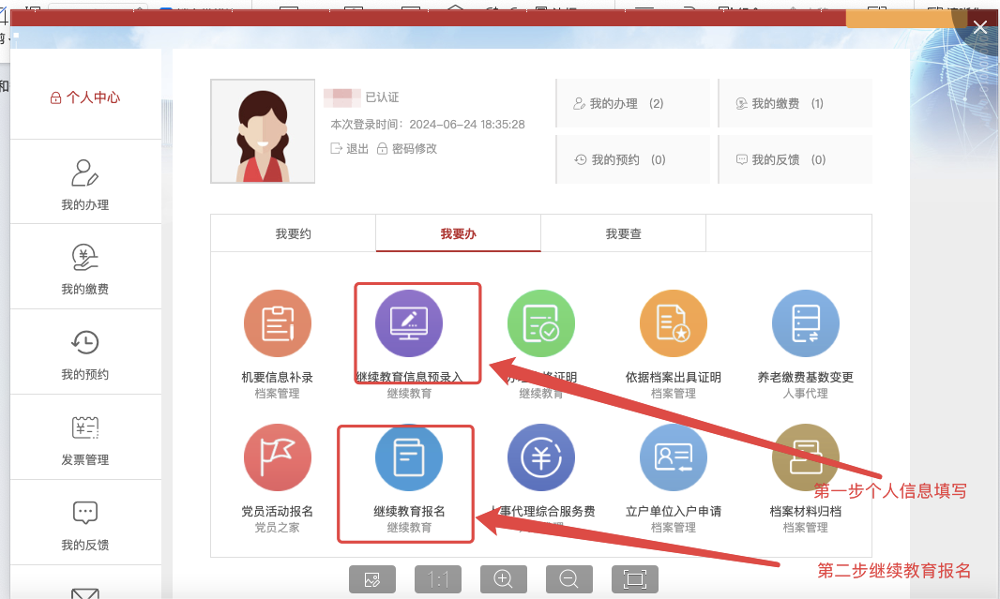 个人中心
我的办理
我的缴费
我的预约
发票管理
我的反馈
已认证
本次登录时间：2024-06-24 18:35:28
退出 密码修改
我的办理 (2)
我的缴费 (1)
我的预约 (0)
我的反馈 (0)
我要约 我要办 我要查
机要信息补录 继续教育信息预录入 证明 依据档案出具证明 养老缴费基数变更
档案管理 继续教育 继续教育 档案管理 人事代理
第一步个人信息填写
党员活动报名 继续教育报名 人事代理综合服务费 立户单位入户申请 档案材料归档
党员之家 继续教育 档案管理 档案管理
第二步继续教育报名
1:1